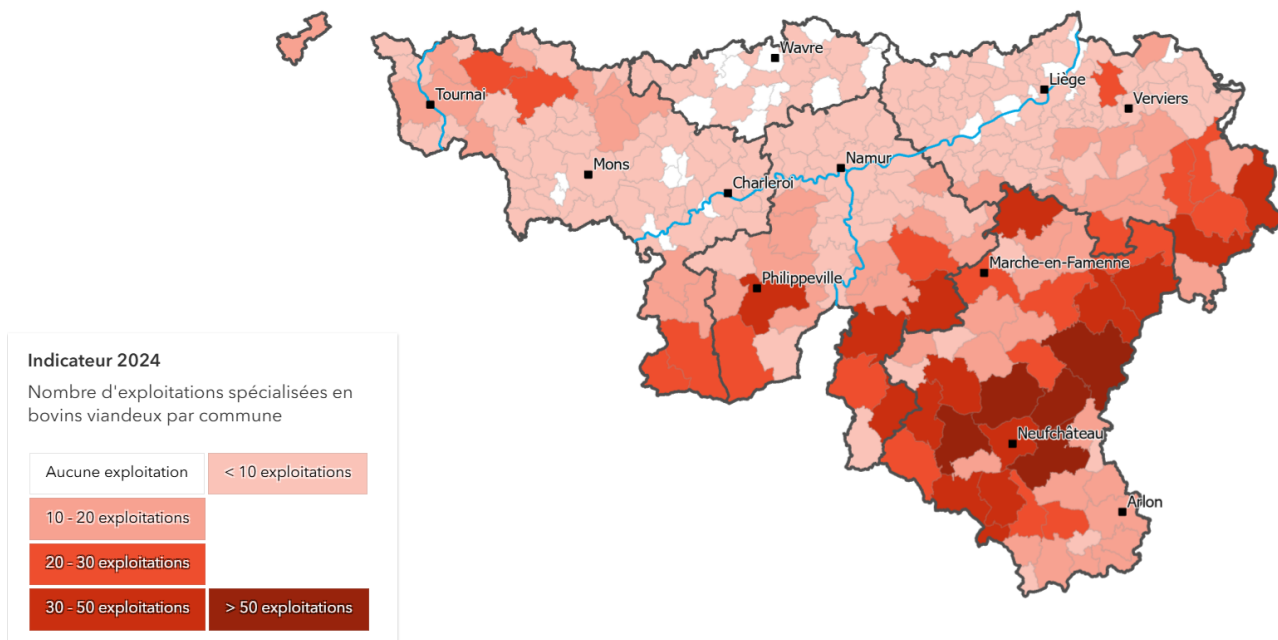 Wavre
Liège
Tournai
Verviers
Mons
Namur
Charleroi
Marche-en-Famenne
Philippeville
Neufchâteau
Arlon
Indicateur 2024
Nombre d'exploitations spécialisées en
bovins viandeux par commune
Aucune exploitation
< 10 exploitations
10 - 20 exploitations
20 - 30 exploitations
30 - 50 exploitations
> 50 exploitations